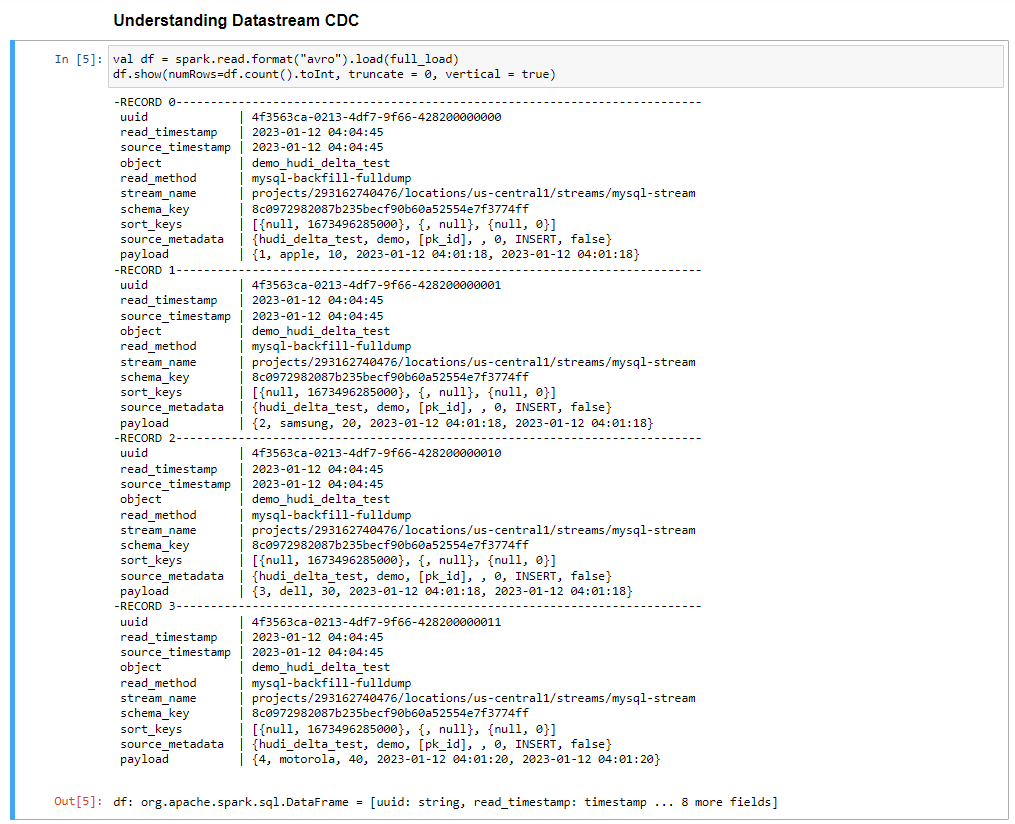 Understanding Datastream CDC
In [5]: val df = spark.read.format("avro").load(full_load)
df.show(numRows=df.count().toInt, truncate = 0, vertical = true)
-RECORD 0---------------------------------------------------------------------------
uuid | 4f3563ca-0213-4df7-9f66-428200000000
read_timestamp | 2023-01-12 04:04:45
source_timestamp | 2023-01-12 04:04:45
object | demo_hudi_delta_test
read_method | mysql-backfill-fulldump
stream_name | projects/293162740476/locations/us-central1/streams/mysql-stream
schema_key | 8c0972982087b235becf90b60a52554e7f3774ff
sort_keys | [{null, 1673496285000}, {, null}, {null, 0}]
source_metadata | {hudi_delta_test, demo, [pk_id], , 0, INSERT, false}
payload | {1, apple, 10, 2023-01-12 04:01:18, 2023-01-12 04:01:18}
-RECORD 1---------------------------------------------------------------------------
uuid | 4f3563ca-0213-4df7-9f66-428200000001
read_timestamp | 2023-01-12 04:04:45
source_timestamp | 2023-01-12 04:04:45
object | demo_hudi_delta_test
read_method | mysql-backfill-fulldump
stream_name | projects/293162740476/locations/us-central1/streams/mysql-stream
schema_key | 8c0972982087b235becf90b60a52554e7f3774ff
sort_keys | [{null, 1673496285000}, {, null}, {null, 0}]
source_metadata | {hudi_delta_test, demo, [pk_id], , 0, INSERT, false}
payload | {2, samsung, 20, 2023-01-12 04:01:18, 2023-01-12 04:01:18}
-RECORD 2---------------------------------------------------------------------------
uuid | 4f3563ca-0213-4df7-9f66-428200000010
read_timestamp | 2023-01-12 04:04:45
source_timestamp | 2023-01-12 04:04:45
object | demo_hudi_delta_test
read_method | mysql-backfill-fulldump
stream_name | projects/293162740476/locations/us-central1/streams/mysql-stream
schema_key | 8c0972982087b235becf90b60a52554e7f3774ff
sort_keys | [{null, 1673496285000}, {, null}, {null, 0}]
source_metadata | {hudi_delta_test, demo, [pk_id], , 0, INSERT, false}
payload | {3, dell, 30, 2023-01-12 04:01:18, 2023-01-12 04:01:18}
-RECORD 3---------------------------------------------------------------------------
uuid | 4f3563ca-0213-4df7-9f66-428200000011
read_timestamp | 2023-01-12 04:04:45
source_timestamp | 2023-01-12 04:04:45
object | demo_hudi_delta_test
read_method | mysql-backfill-fulldump
stream_name | projects/293162740476/locations/us-central1/streams/mysql-stream
schema_key | 8c0972982087b235becf90b60a52554e7f3774ff
sort_keys | [{null, 1673496285000}, {, null}, {null, 0}]
source_metadata | {hudi_delta_test, demo, [pk_id], , 0, INSERT, false}
payload | {4, motorola, 40, 2023-01-12 04:01:20, 2023-01-12 04:01:20}
Out[5]: df: org.apache.spark.sql.DataFrame = [uuid: string, read_timestamp: timestamp ... 8 more fields]